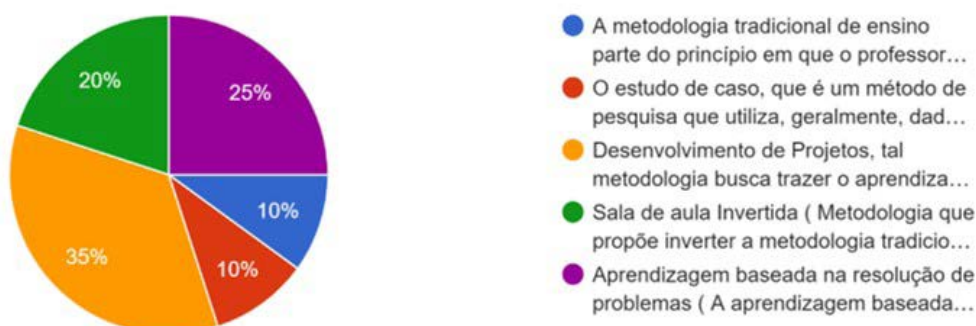 20%
25%
10%
10%
35%
A metodologia tradicional de ensino
parte do princípio em que o professor…
O estudo de caso, que é um método de
pesquisa que utiliza, geralmente, dad…
Desenvolvimento de Projetos, tal
metodologia busca trazer o aprendiza…
Sala de aula Invertida ( Metodologia que
propõe inverter a metodologia tradicio…
Aprendizagem baseada na resolução de
problemas ( A aprendizagem baseada…